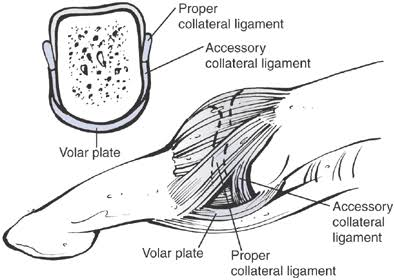 Proper
collateral ligament
Accessory
collateral ligament
Volar plate
Accessory
collateral
ligament
Volar plate
Proper
collateral ligament